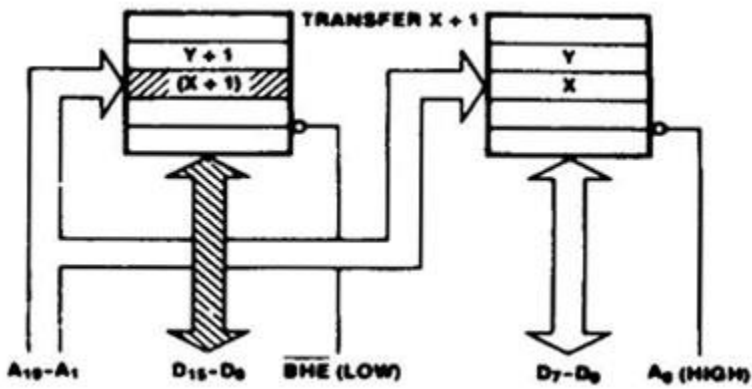 TRANSFER X + 1
Y + 1
(X + 1)
Y
X
A19-A1
D15-D8
BHE (LOW)
D7-D0
A0 (HIGH)